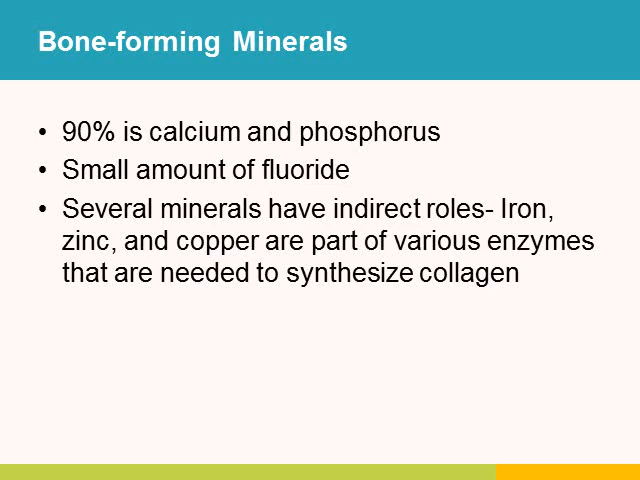 Bone-forming Minerals
• 90% is calcium and phosphorus
• Small amount of fluoride
• Several minerals have indirect roles- Iron,
zinc, and copper are part of various enzymes
that are needed to synthesize collagen